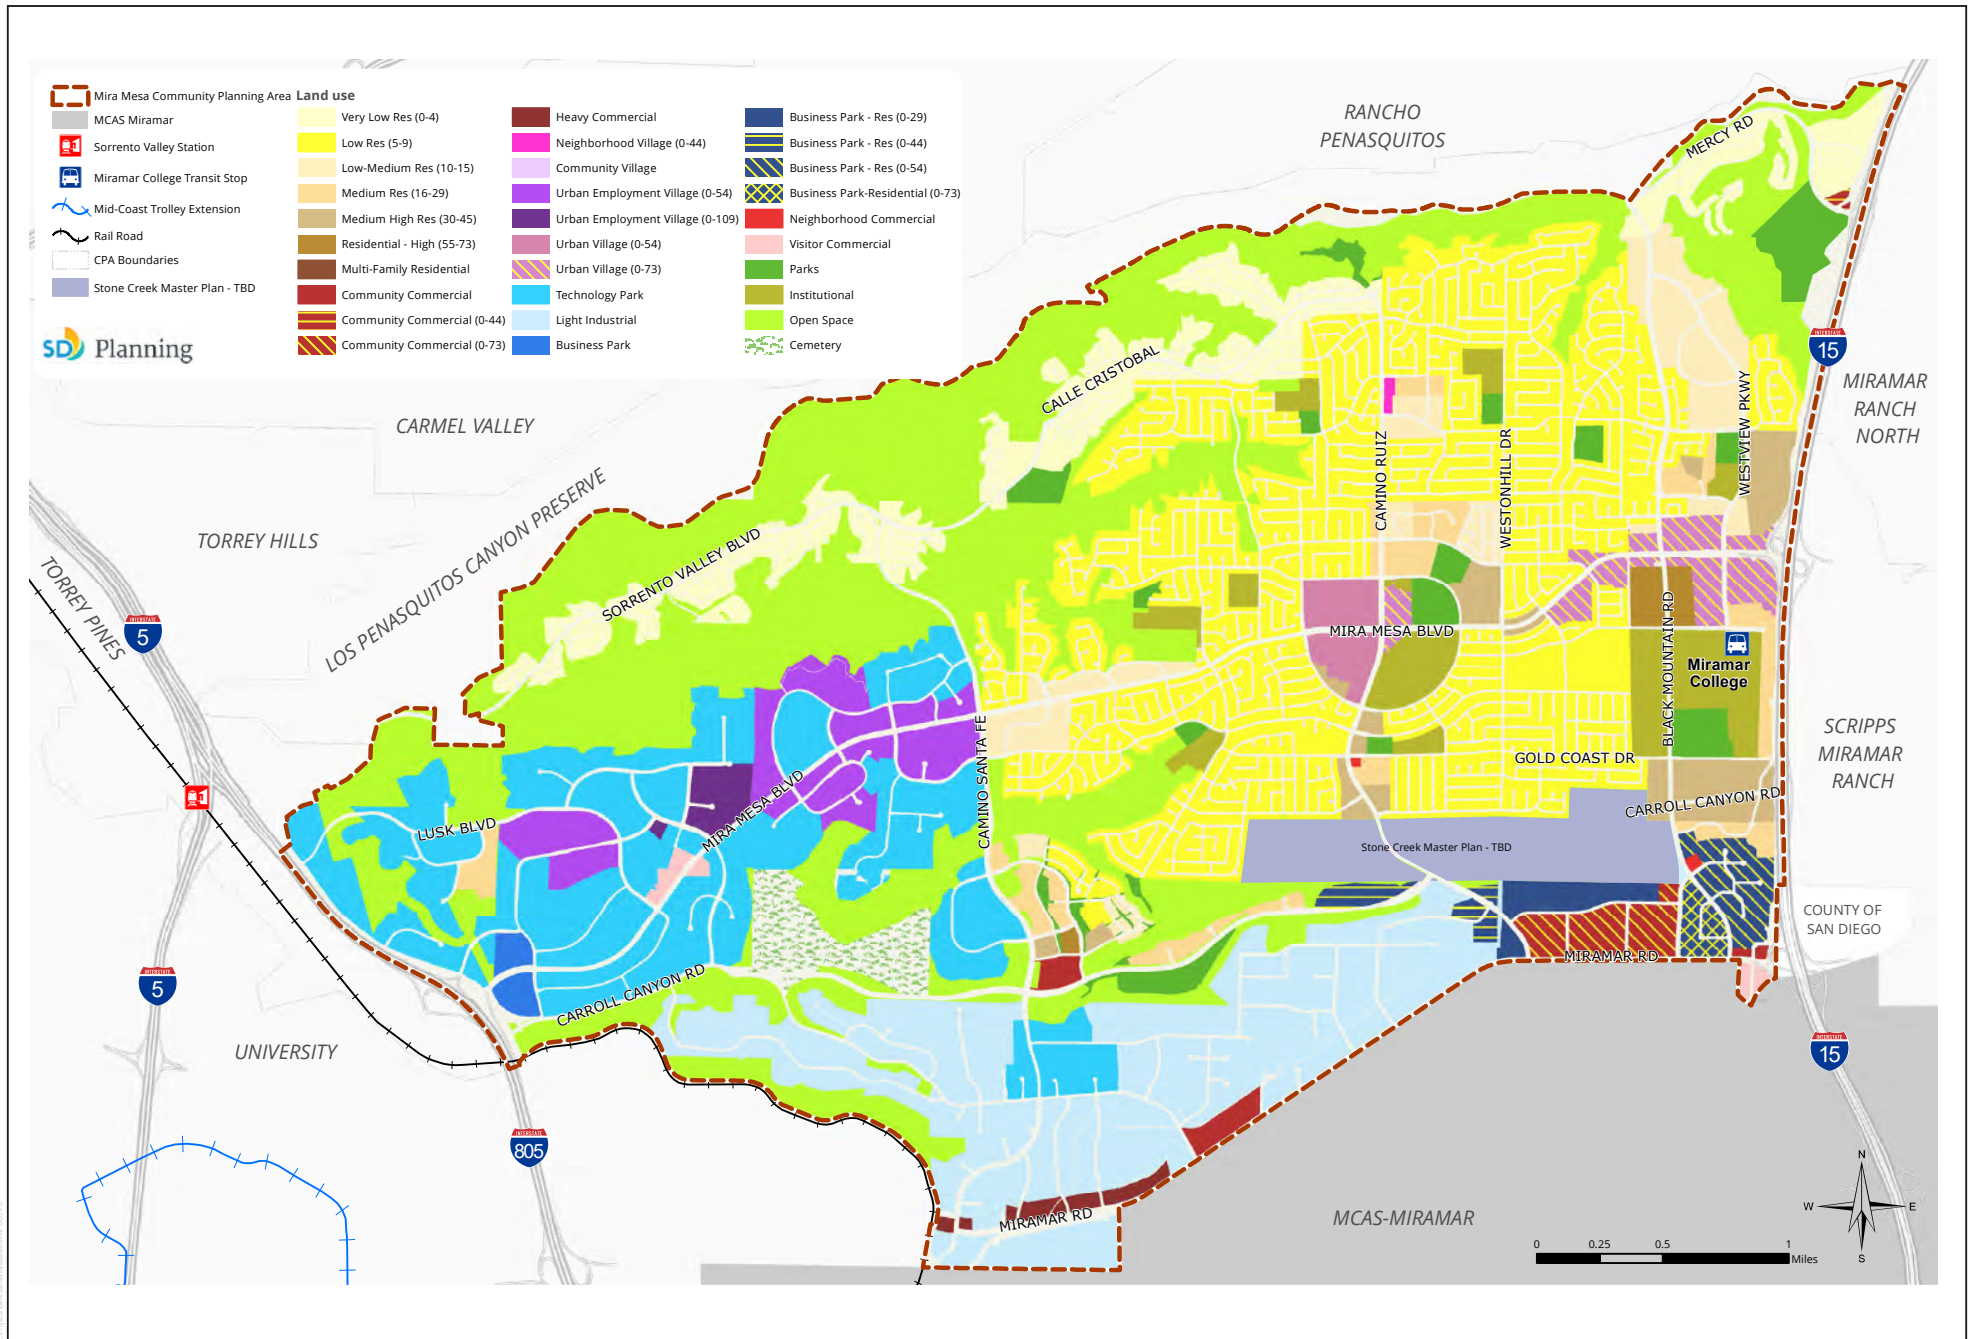 Mira Mesa Community Planning Area
MCAS Miramar
Sorrento Valley Station
Miramar College Transit Stop
Mid-Coast Trolley Extension
Rail Road
CPA Boundaries
Stone Creek Master Plan - TBD
SD Planning
Land use
Very Low Res (0-4)
Low Res (5-9)
Low-Medium Res (10-15)
Medium Res (16-29)
Medium High Res (30-45)
Residential - High (55-73)
Multi-Family Residential
Community Commercial
Community Commercial (0-44)
Community Commercial (0-73)
Heavy Commercial
Neighborhood Village (0-44)
Community Village
Urban Employment Village (0-54)
Urban Employment Village (0-109)
Urban Village (0-54)
Urban Village (0-73)
Technology Park
Light Industrial
Business Park
Business Park - Res (0-29)
Business Park - Res (0-44)
Business Park - Res (0-54)
Business Park-Residential (0-73)
Neighborhood Commercial
Visitor Commercial
Parks
Institutional
Open Space
Cemetery
RANCHO
PENASQUITOS
MERCY RD
INTERSTATE
15
MIRAMAR
RANCH
NORTH
CALLE CRISTOBAL
CARMEL VALLEY
WESTVIEW PKWY
CAMINO RUIZ
WESTONHILL DR
LOS PENASQUITOS CANYON PRESERVE
TORREY HILLS
SORRENTO VALLEY BLVD
TORREY PINES
INTERSTATE
5
MIRA MESA BLVD
BLACK MOUNTAIN RD
Miramar
College
SCRIPPS
MIRAMAR
RANCH
CAMINO SANTA FE
GOLD COAST DR
MIRA MESA BLVD
LUSK BLVD
CARROLL CANYON RD
Stone Creek Master Plan - TBD
COUNTY OF
SAN DIEGO
MIRAMAR RD
CARROLL CANYON RD
INTERSTATE
5
UNIVERSITY
INTERSTATE
15
INTERSTATE
805
MIRAMAR RD
MCAS-MIRAMAR
N
W
E
S
0
0.25
0.5
1
Miles